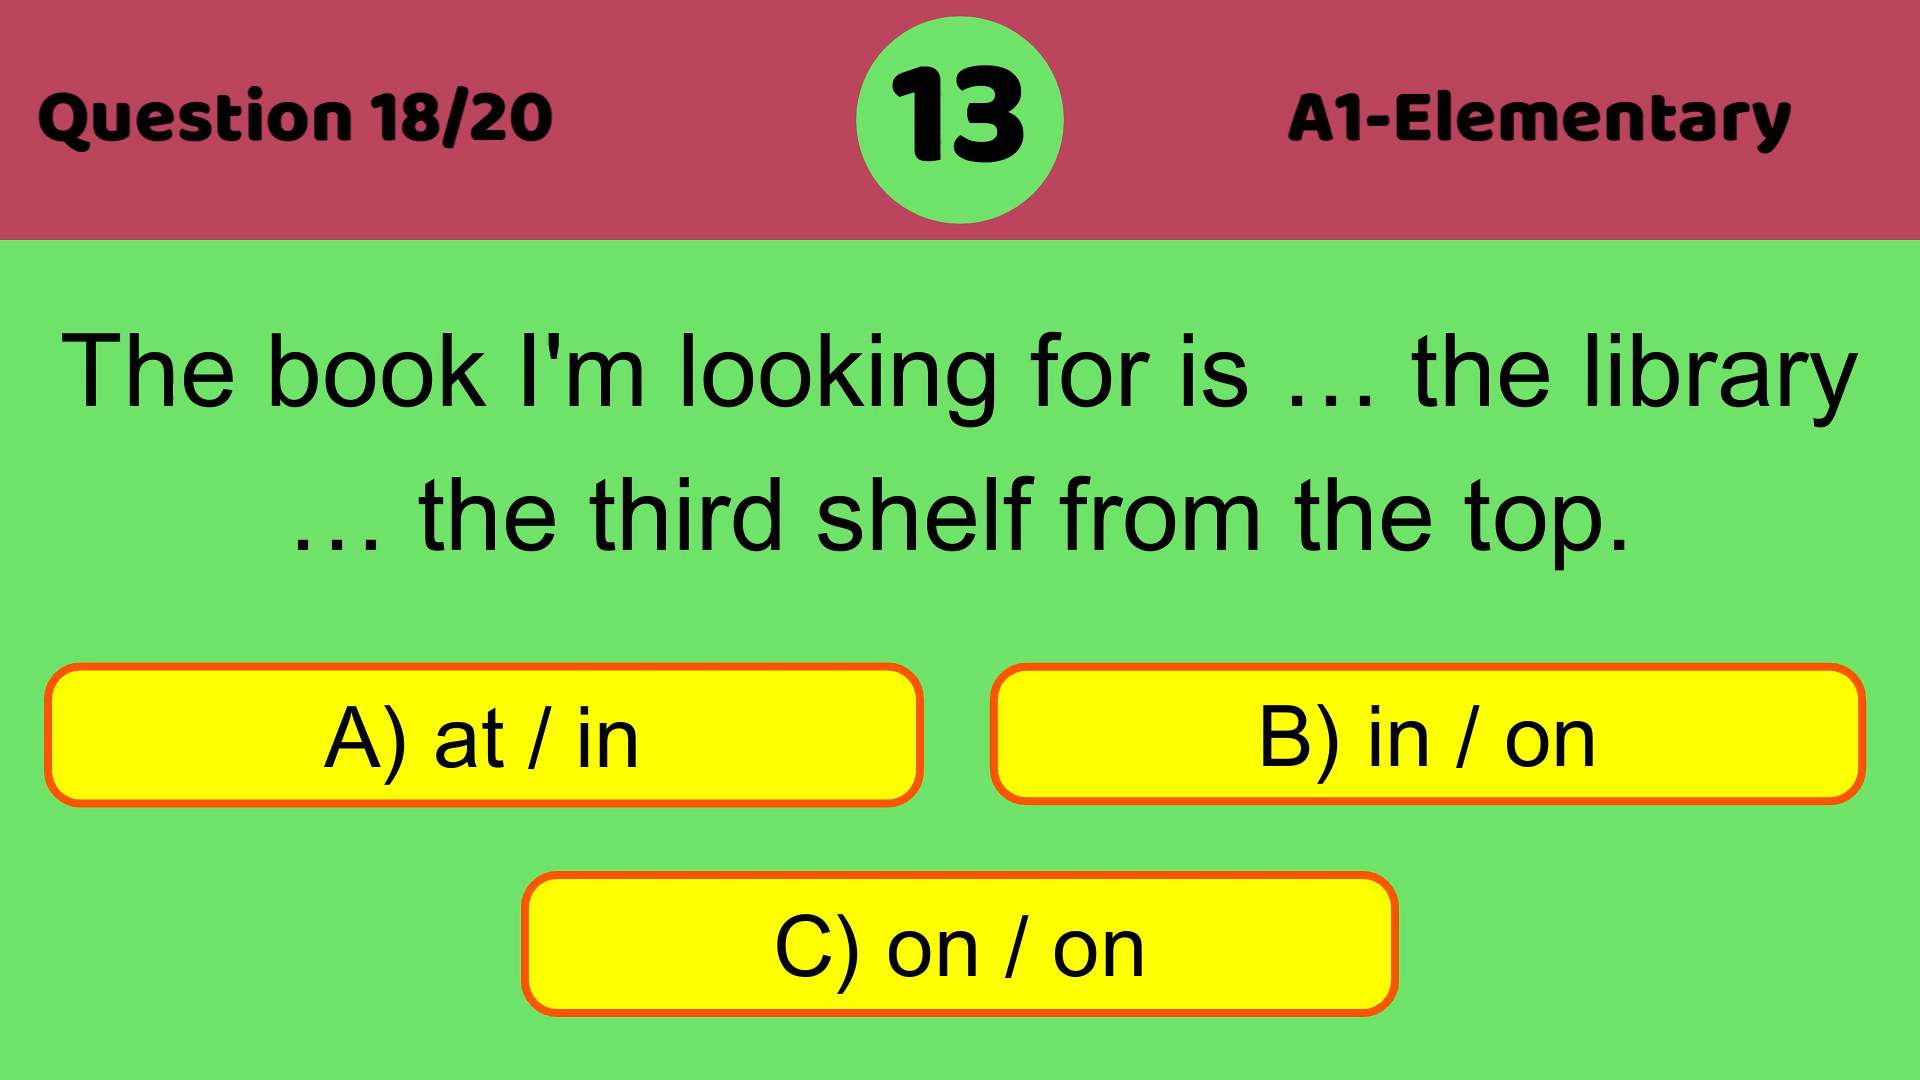 Question 18/20
13
A1-Elementary
The book I'm looking for is … the library
… the third shelf from the top.
A) at / in
B) in / on
C) on / on